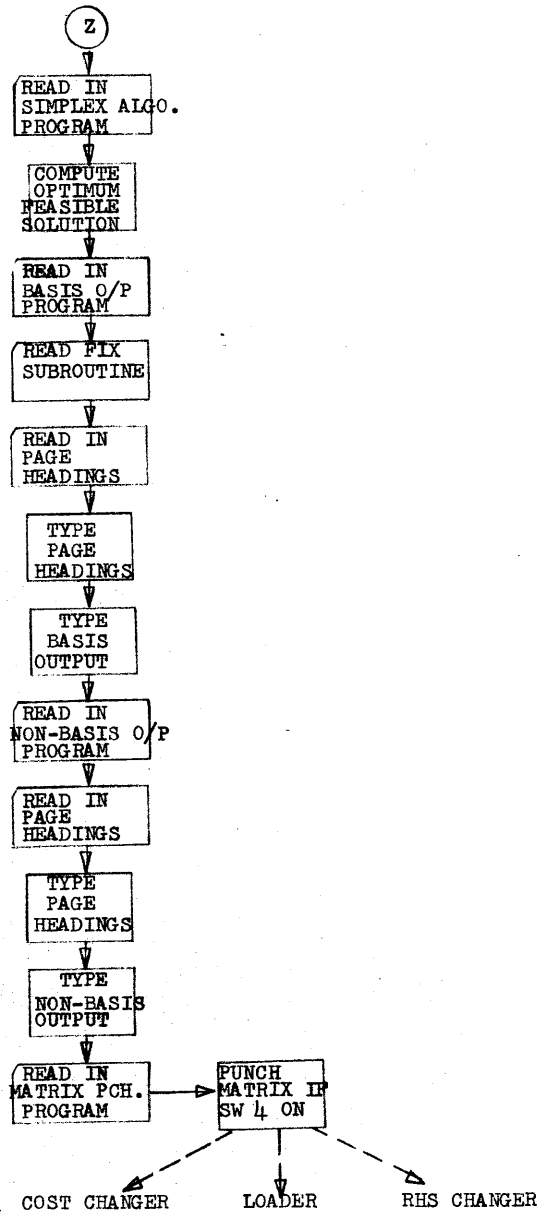 Z
READ IN
SIMPLEX ALGO.
PROGRAM
COMPUTE
OPTIMUM
FEASIBLE
SOLUTION
READ IN
BASIS O/P
PROGRAM
READ FIX
SUBROUTINE
READ IN
PAGE
HEADINGS
TYPE
PAGE
HEADINGS
TYPE
BASIS
OUTPUT
READ IN
NON-BASIS O/P
PROGRAM
READ IN
PAGE
HEADINGS
TYPE
PAGE
HEADINGS
TYPE
NON-BASIS
OUTPUT
READ IN
MATRIX PCH.
PROGRAM
PUNCH
MATRIX IF
SW 4 ON
COST CHANGER
LOADER
RHS CHANGER